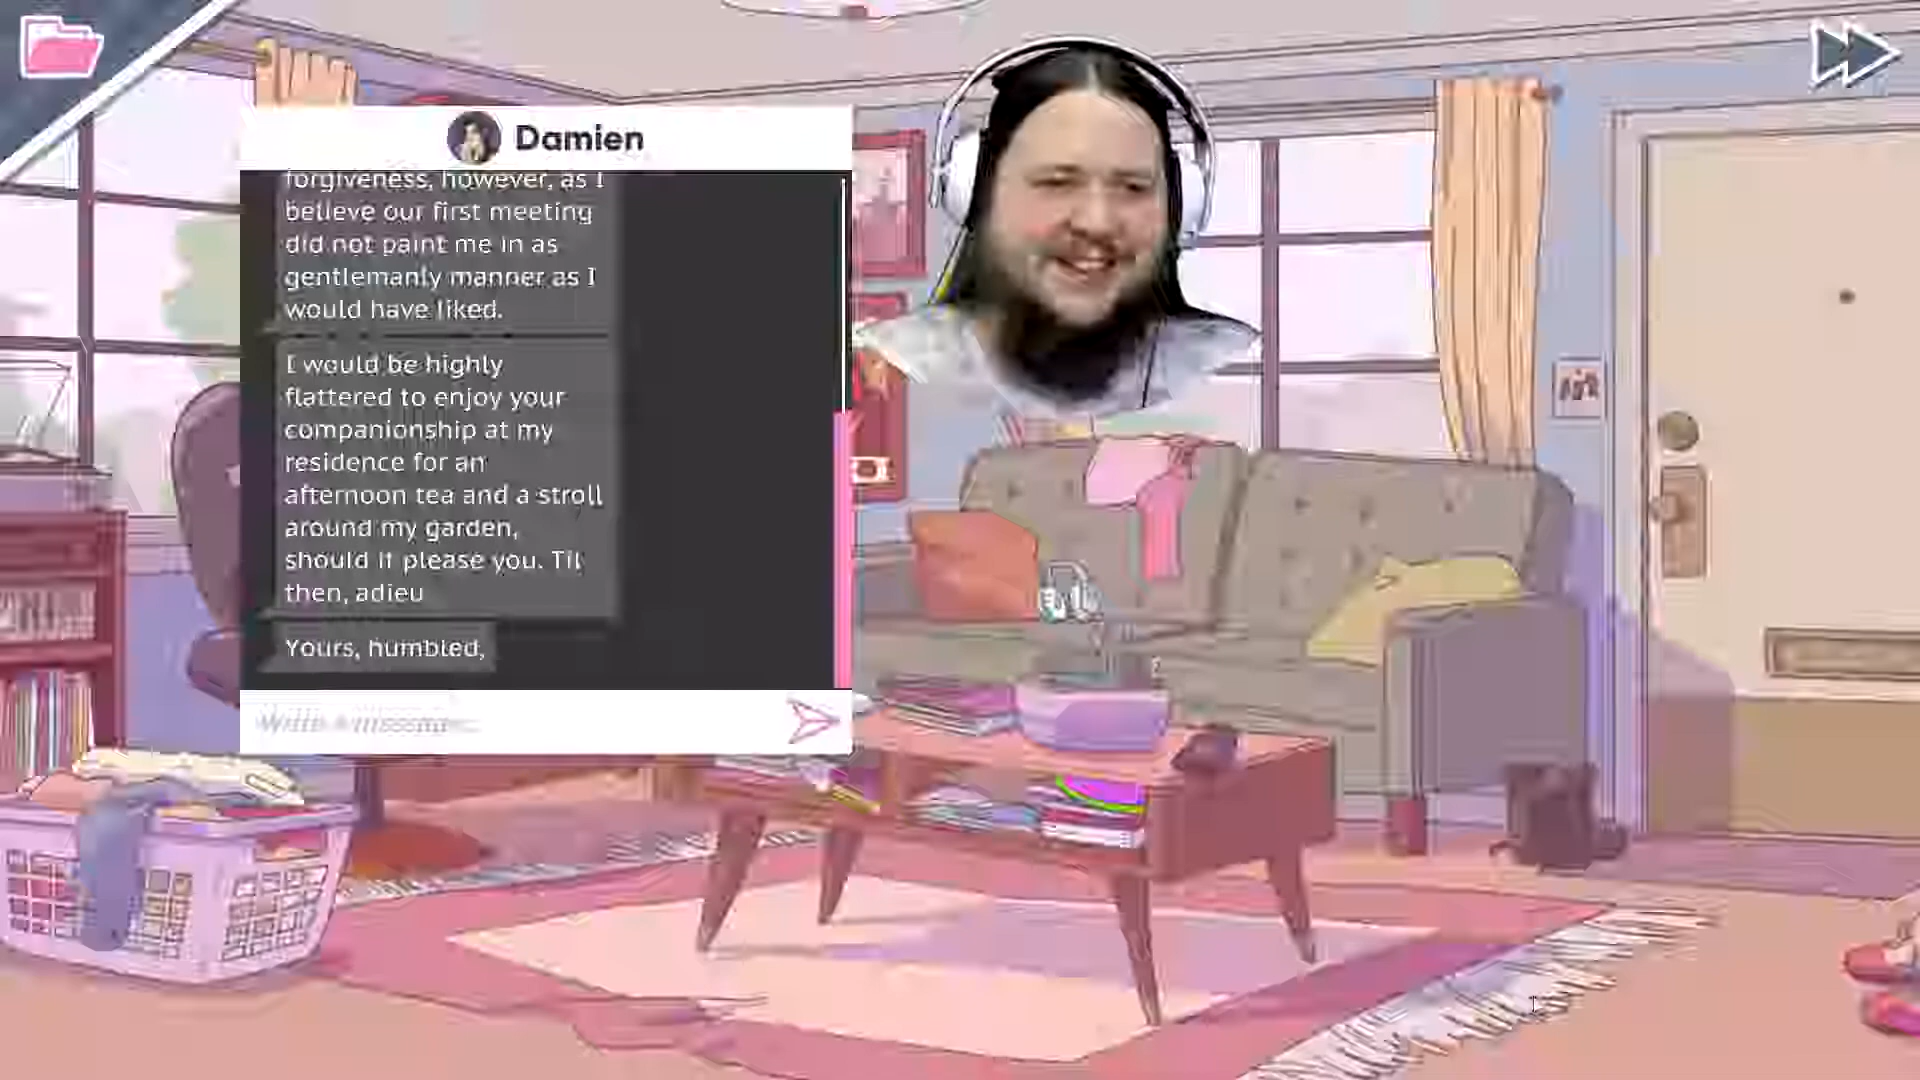 Damien
forgiveness, however, as I
believe our first meeting
did not paint me in as
gentlemanly manner as I
would have liked.
I would be highly
flattered to enjoy your
companionship at my
residence for an
afternoon tea and a stroll
around my garden,
should it please you. Til
then, adieu
Yours, humbled,